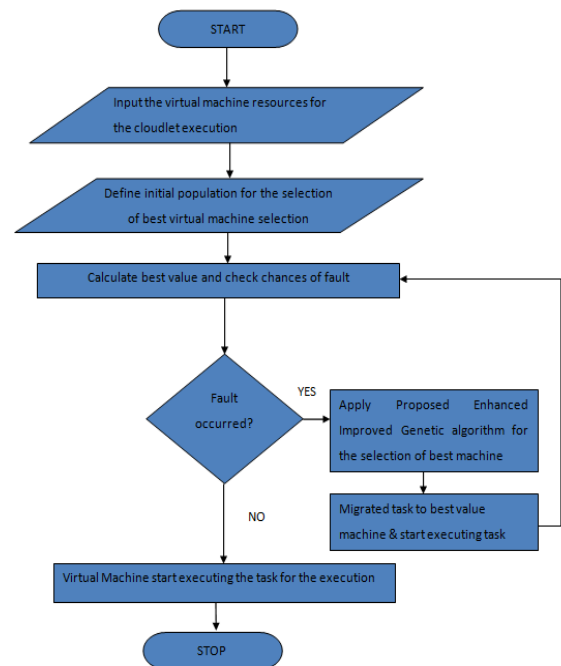 START
Input the virtual machine resources for
the cloudlet execution
Define initial population for the selection
of best virtual machine selection
Calculate best value and check chances of fault
Fault
occurred?
YES
Apply Proposed Enhanced
Improved Genetic algorithm for
the selection of best machine
Migrated task to best value
machine & start executing task
NO
Virtual Machine start executing the task for the execution
STOP